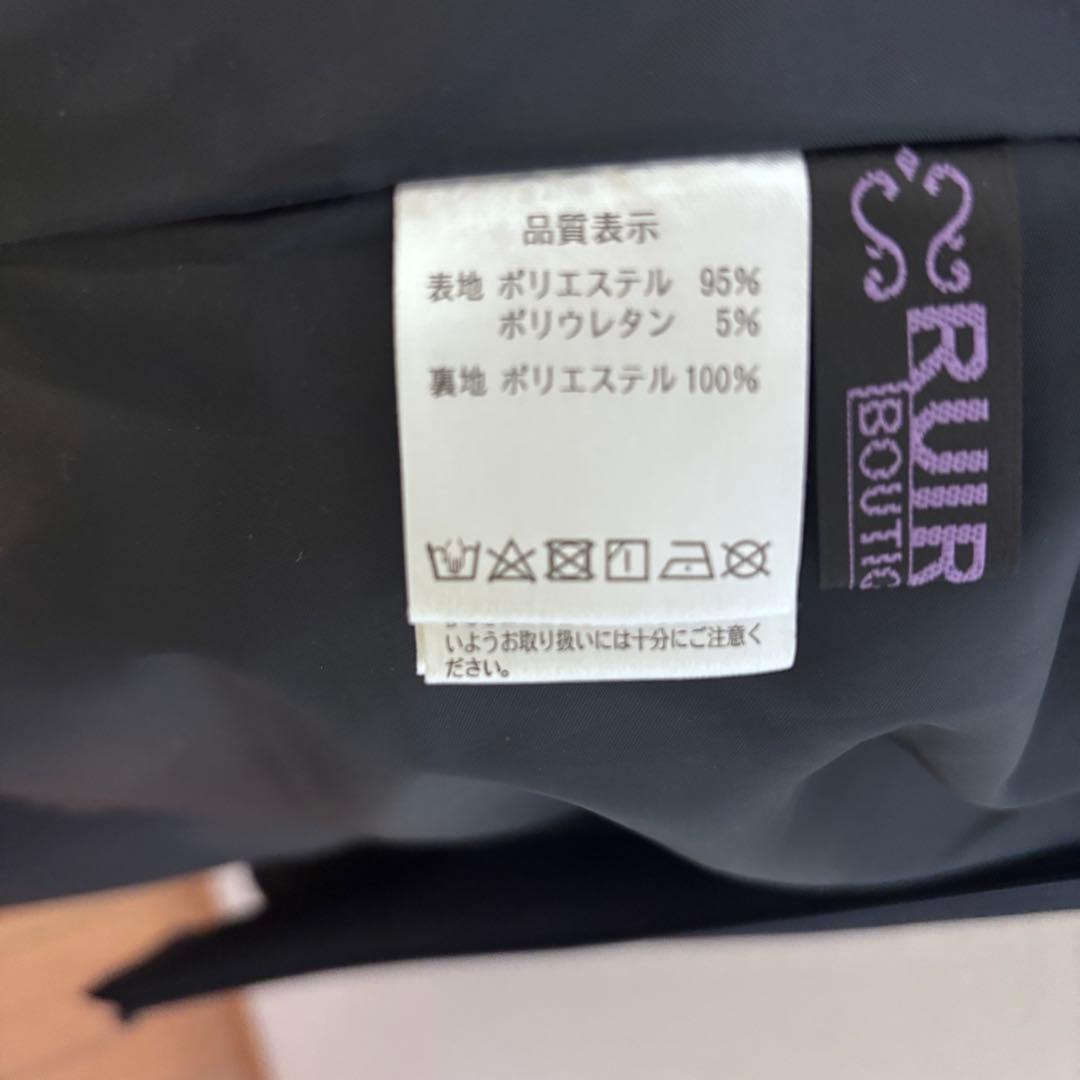 品質表示
表地 ポリエステル 95%
ポリウレタン 5%
裏地 ポリエステル 100%
いようお取り扱いには十分にご注意く
ださい。
RUIR
BOUTIQ